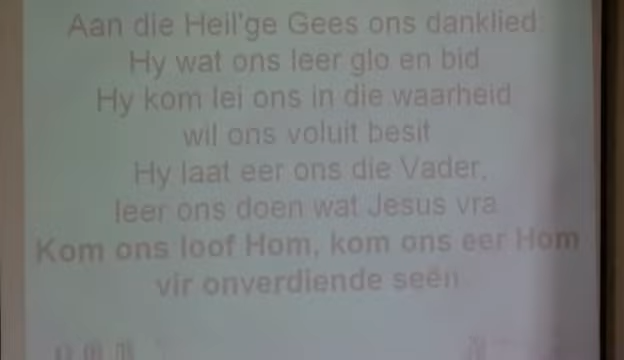 Aan die Heil'ge Gees ons danklied:
Hy wat ons leer glo en bid
Hy kom lei ons in die waarheid
wil ons voluit besit
Hy laat eer ons die Vader,
leer ons doen wat Jesus vra
Kom ons loof Hom, kom ons eer Hom
vir onverdiende seën